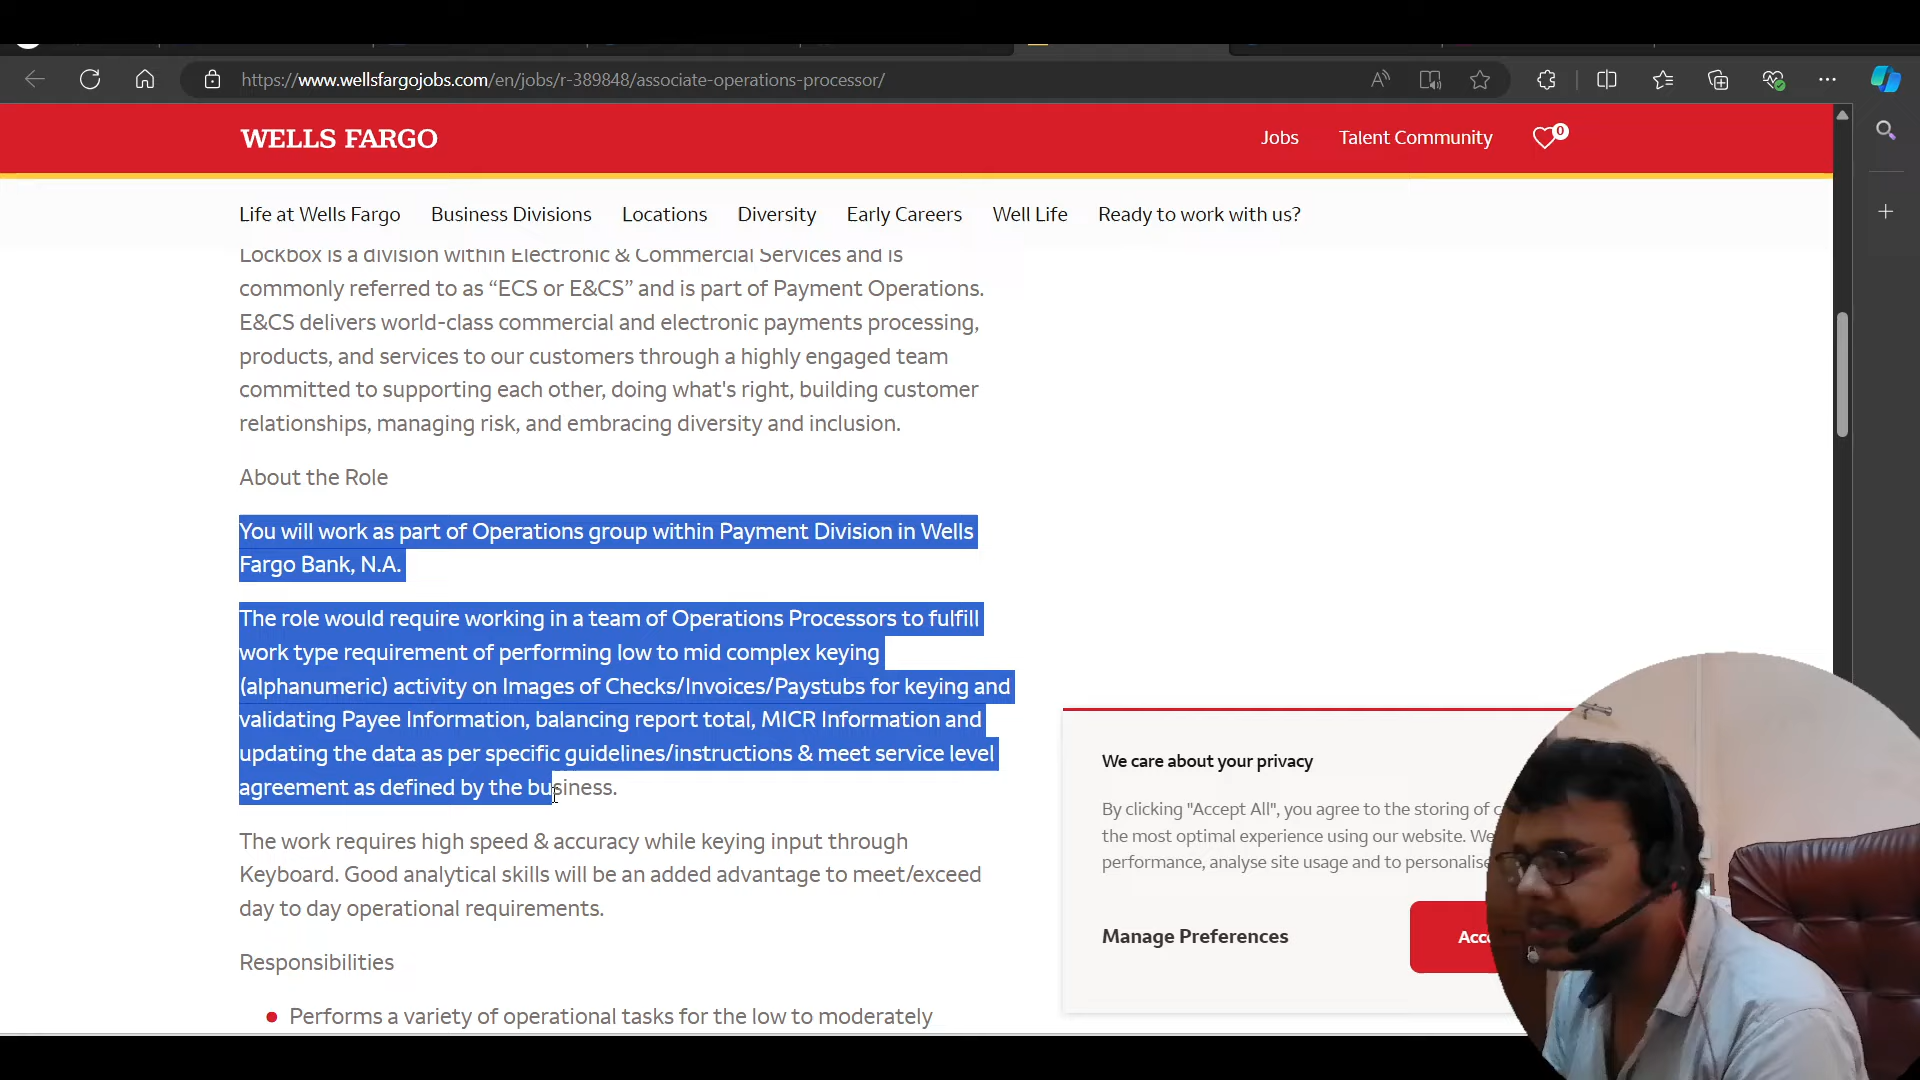 https://www.wellsfargojobs.com/en/jobs/r-389848/associate-operations-processor/
WELLS FARGO
Jobs
Talent Community
0
Life at Wells Fargo
Business Divisions
Locations
Diversity
Early Careers
Well Life
Ready to work with us?
Lockbox is a division within Electronic & Commercial Services and is
commonly referred to as “ECS or E&CS” and is part of Payment Operations.
E&CS delivers world-class commercial and electronic payments processing,
products, and services to our customers through a highly engaged team
committed to supporting each other, doing what's right, building customer
relationships, managing risk, and embracing diversity and inclusion.
About the Role
You will work as part of Operations group within Payment Division in Wells
Fargo Bank, N.A.
The role would require working in a team of Operations Processors to fulfill
work type requirement of performing low to mid complex keying
(alphanumeric) activity on Images of Checks/Invoices/Paystubs for keying and
validating Payee Information, balancing report total, MICR Information and
updating the data as per specific guidelines/instructions & meet service level
agreement as defined by the business.
The work requires high speed & accuracy while keying input through
Keyboard. Good analytical skills will be an added advantage to meet/exceed
day to day operational requirements.
Responsibilities
Performs a variety of operational tasks for the low to moderately
We care about your privacy
By clicking "Accept All", you agree to the storing of
the most optimal experience using our website. We
performance, analyse site usage and to personalise
Manage Preferences